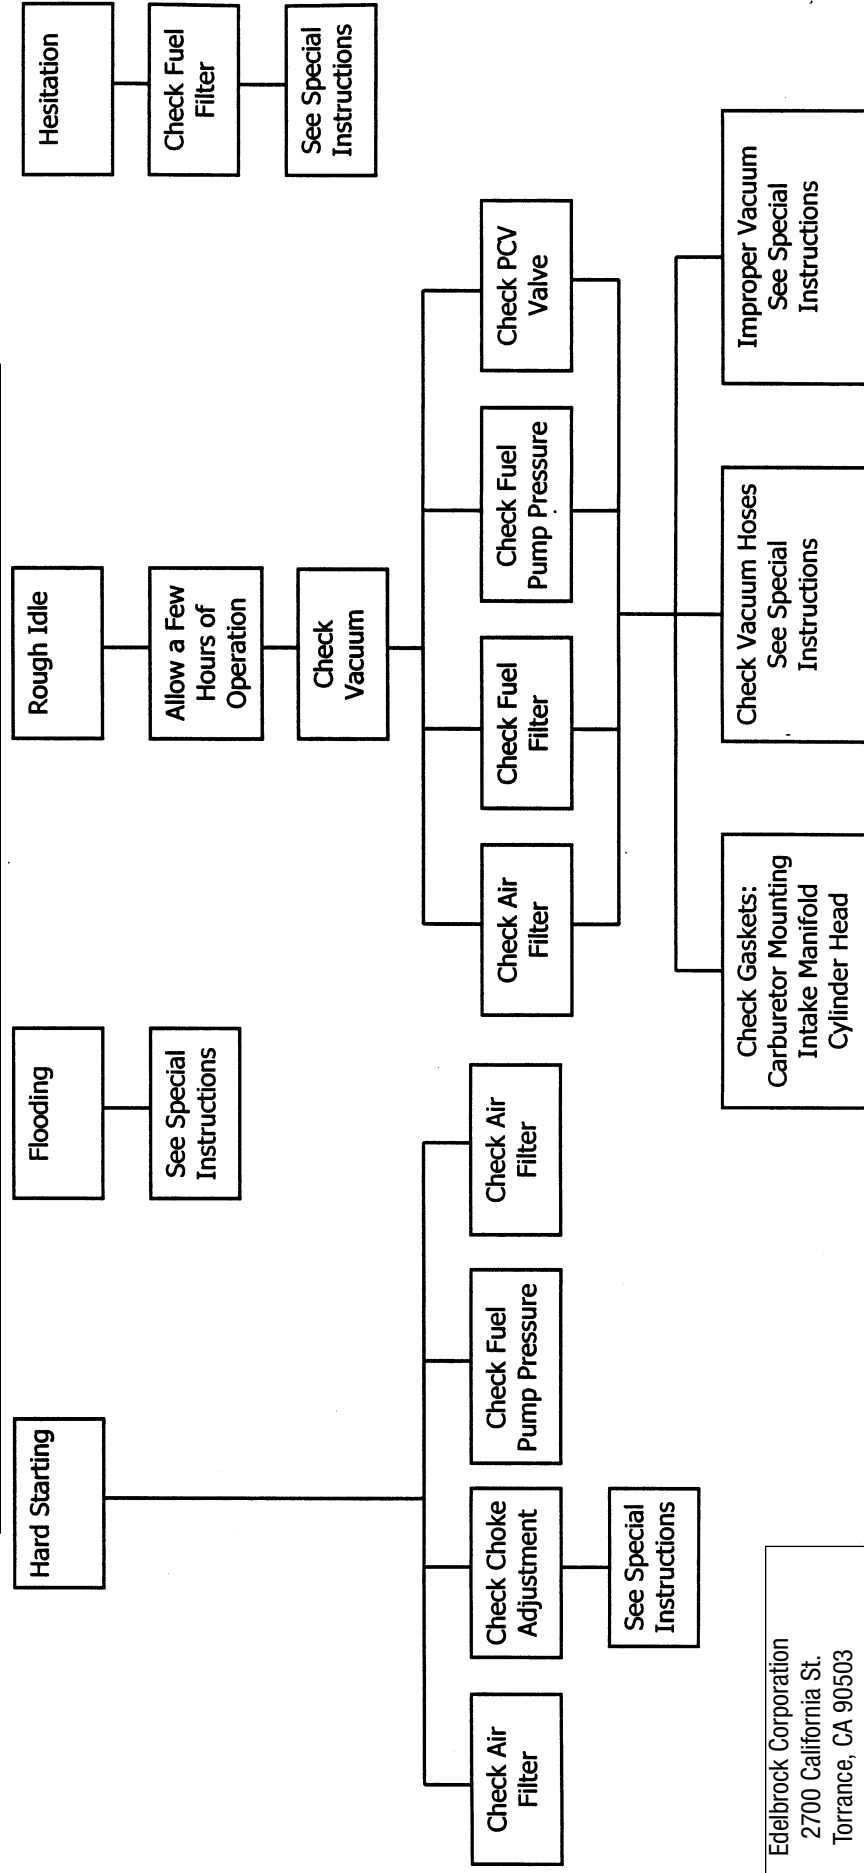 Hard Starting
Check Air
Filter
Check Choke
Adjustment
See Special
Instructions
Check Fuel
Pump Pressure
Check Air
Filter
Flooding
See Special
Instructions
Rough Idle
Allow a Few
Hours of
Operation
Check
Vacuum
Check Air
Filter
Check Fuel
Filter
Check Fuel
Pump Pressure
Check PCV
Valve
Check Gaskets:
Carburetor Mounting
Intake Manifold
Cylinder Head
Check Vacuum Hoses
See Special
Instructions
Improper Vacuum
See Special
Instructions
Hesitation
Check Fuel
Filter
See Special
Instructions
Edelbrock Corporation
2700 California St.
Torrance, CA 90503